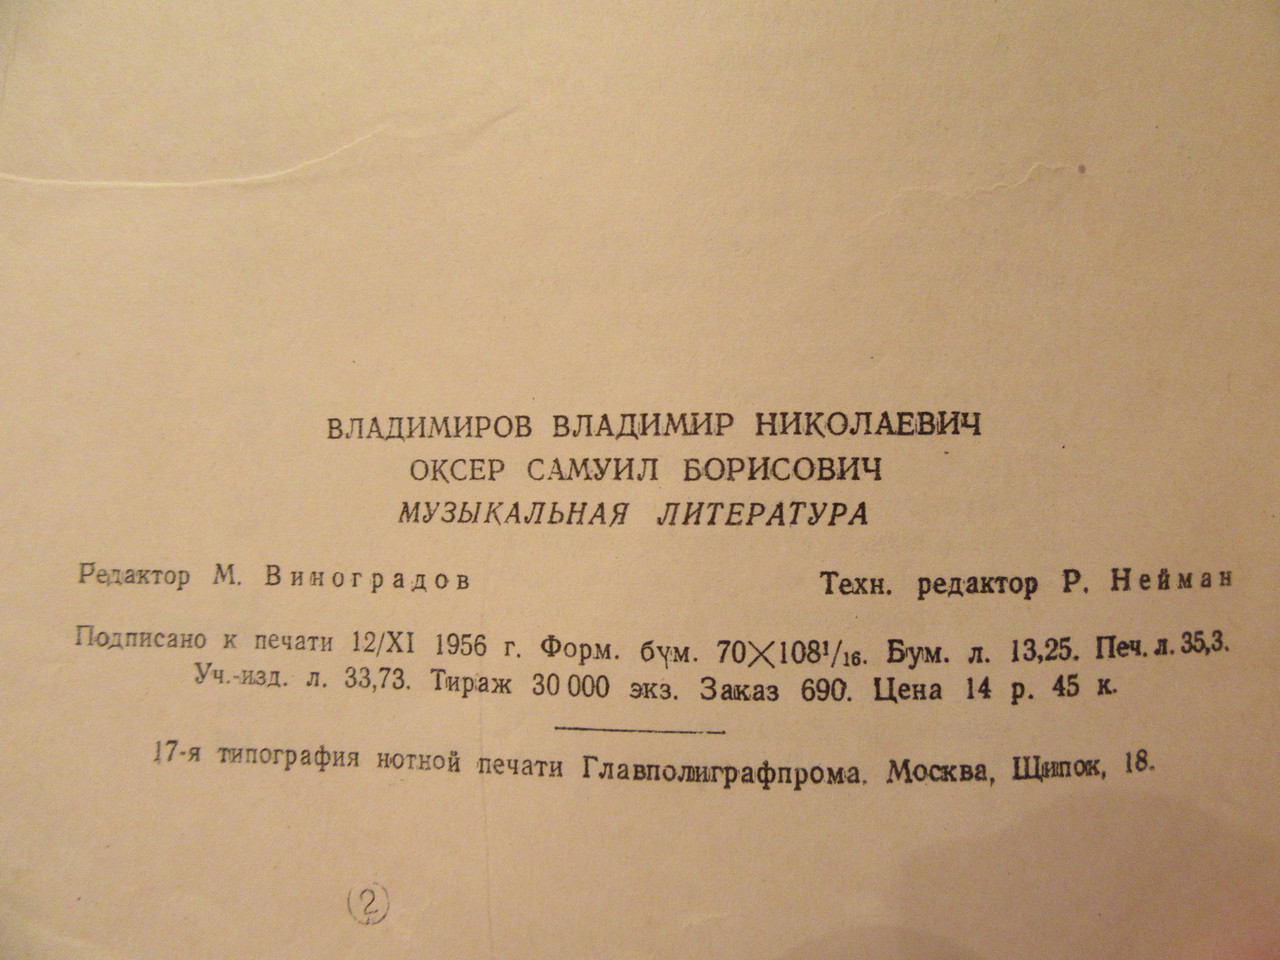 ВЛАДИМИРОВ ВЛАДИМИР НИКОЛАЕВИЧ
ОКСЕР САМУИЛ БОРИСОВИЧ
МУЗЫКАЛЬНАЯ ЛИТЕРАТУРА
Редактор М. Виноградов Техн. редактор Р. Нейман
Подписано к печати 12/XI 1956 г. Форм. бум. 70×108¹/₁₆. Бум. л. 13,25. Печ. л. 35,3.
Уч.-изд. л. 33,73. Тираж 30 000 экз. Заказ 690. Цена 14 р. 45 к.
17-я типография нотной печати Главполиграфпрома. Москва, Щипок, 18.
2